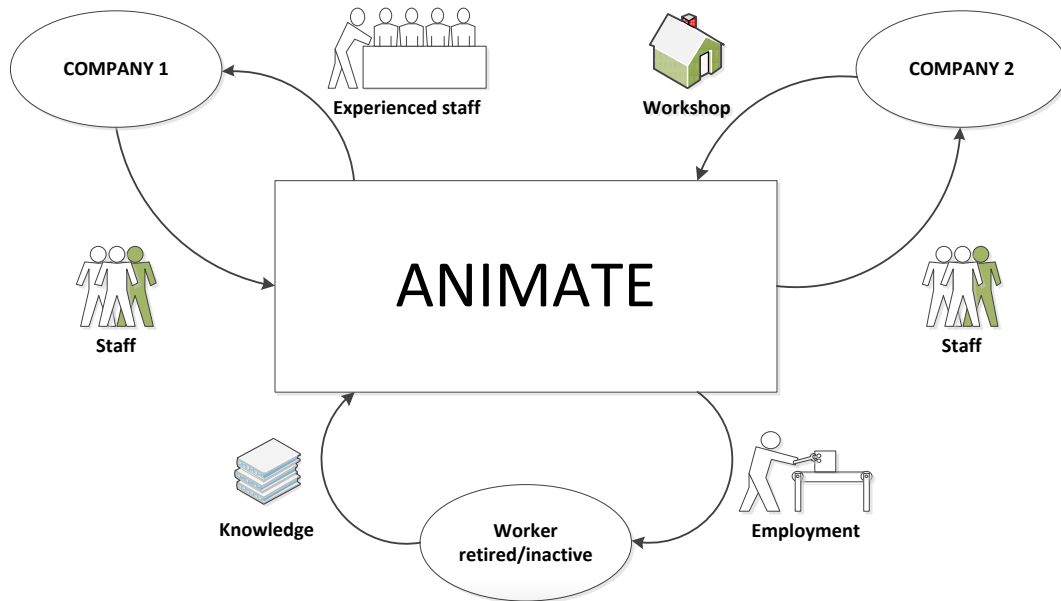 COMPANY 1
Experienced staff
Workshop
COMPANY 2
ANIMATE
Staff
Staff
Knowledge
Worker
retired/inactive
Employment